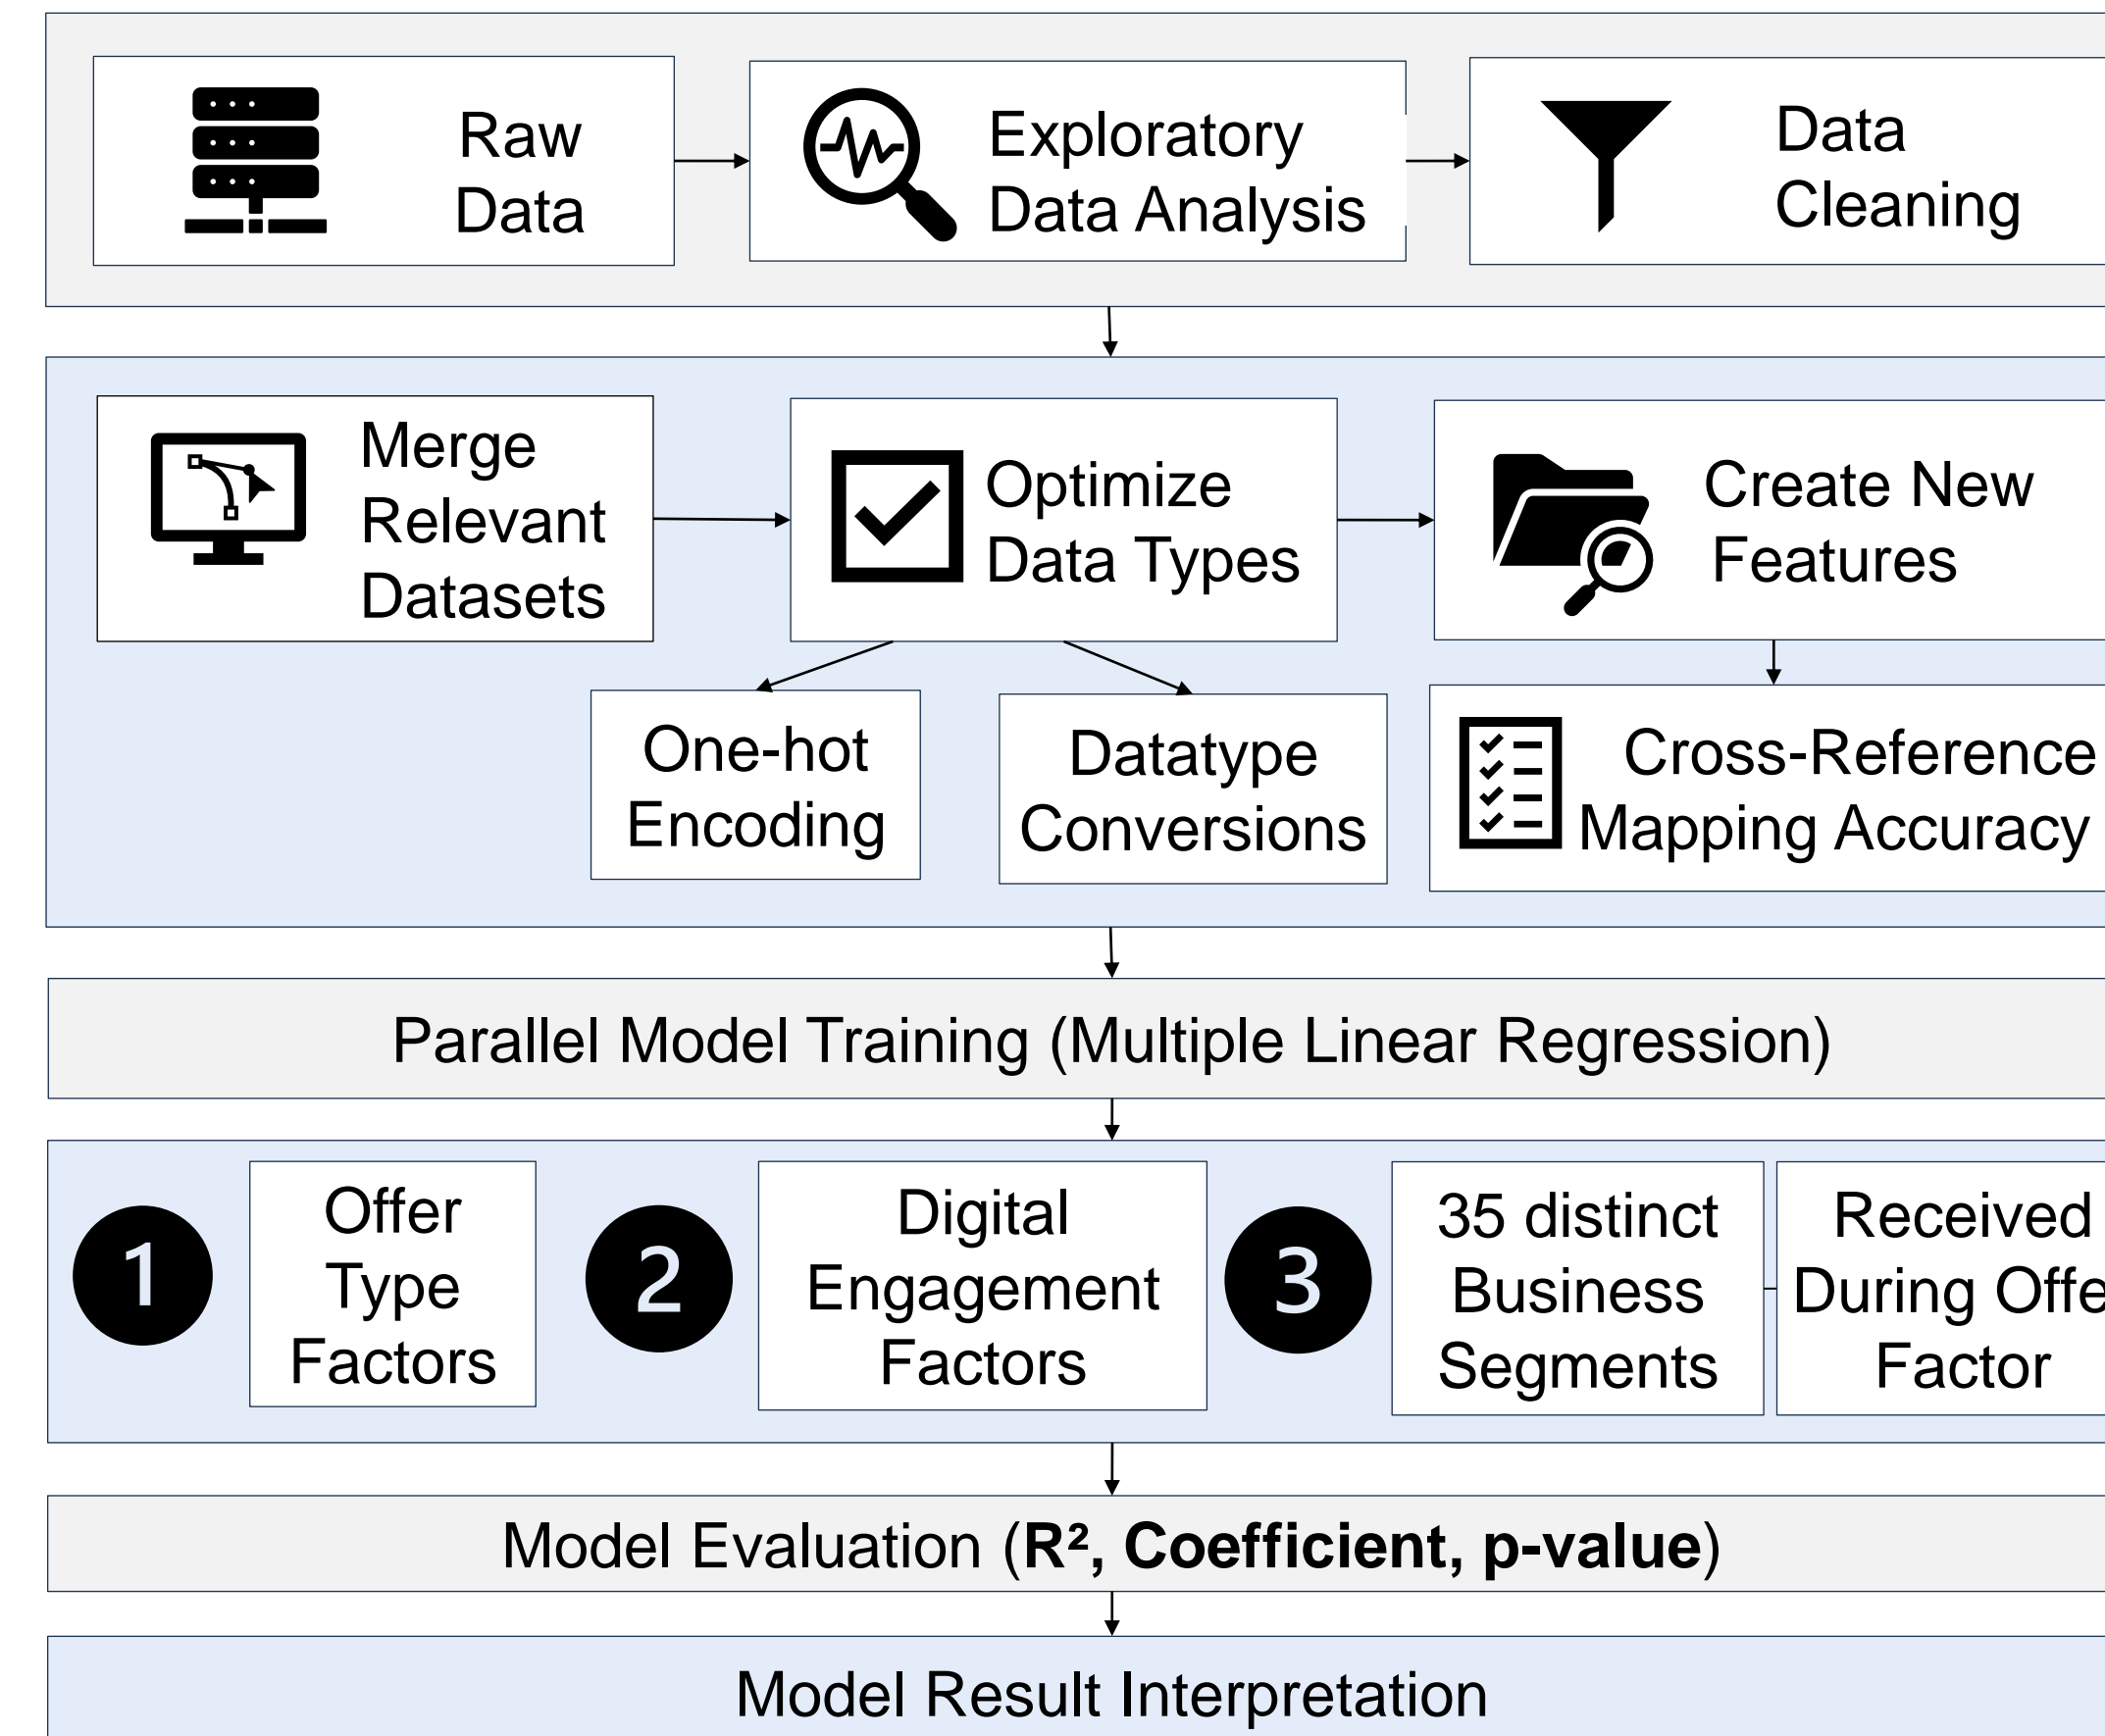 Raw
Data
Exploratory
Data Analysis
Data
Cleaning
Merge
Relevant
Datasets
Optimize
Data Types
Create New
Features
One-hot
Encoding
Datatype
Conversions
Cross-Reference
Mapping Accuracy
Parallel Model Training (Multiple Linear Regression)
1
Offer
Type
Factors
2
Digital
Engagement
Factors
3
35 distinct
Business
Segments
Received
During Offe
Factor
Model Evaluation (R², Coefficient, p-value)
Model Result Interpretation